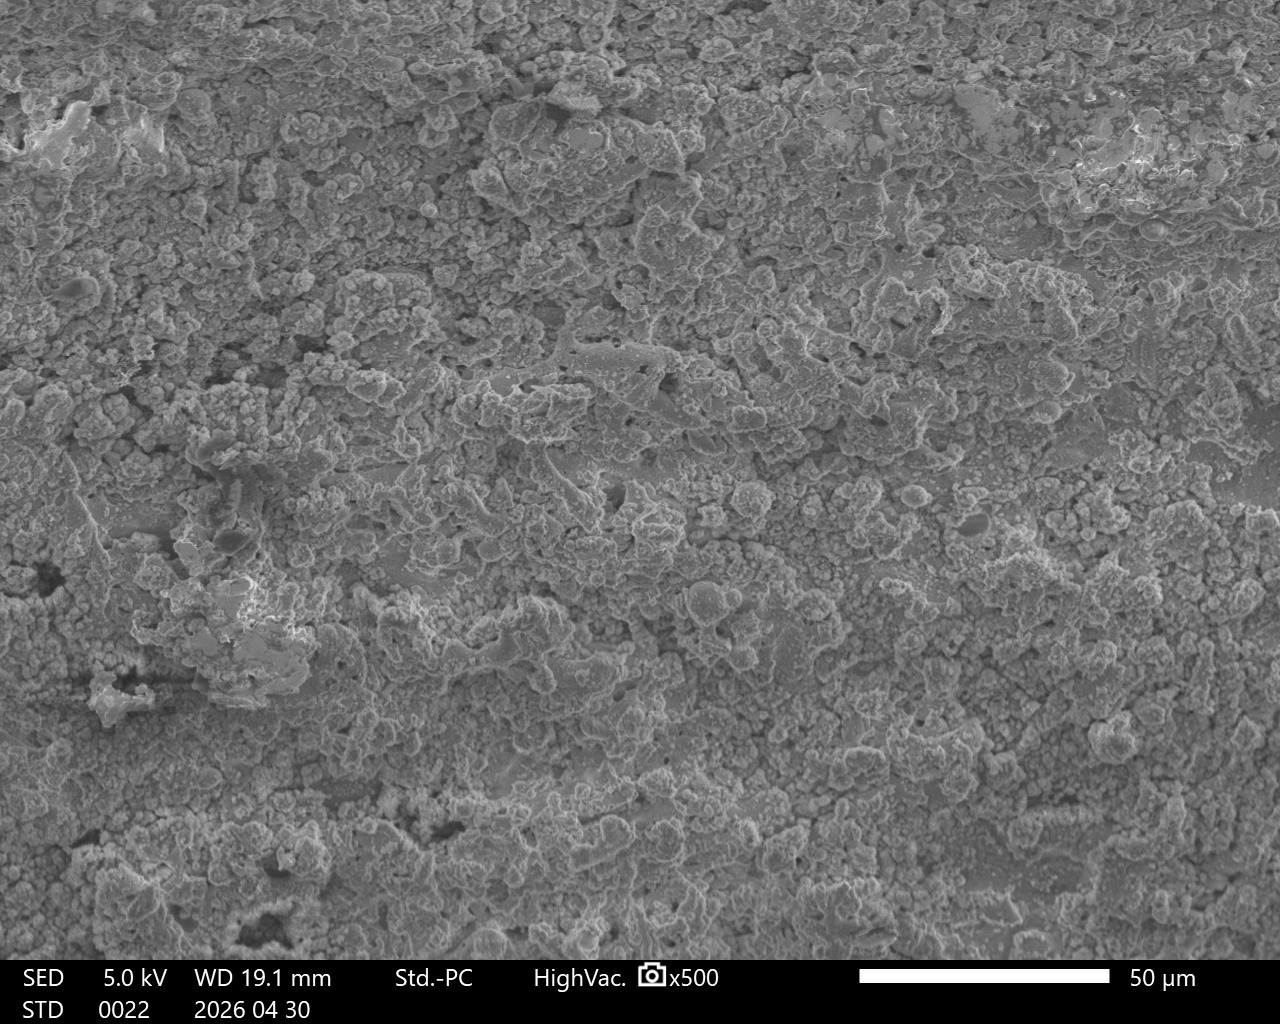 SED 5.0 kV WD 19.1 mm Std.-PC HighVac. x500 50 µm
STD 0022 2026 04 30